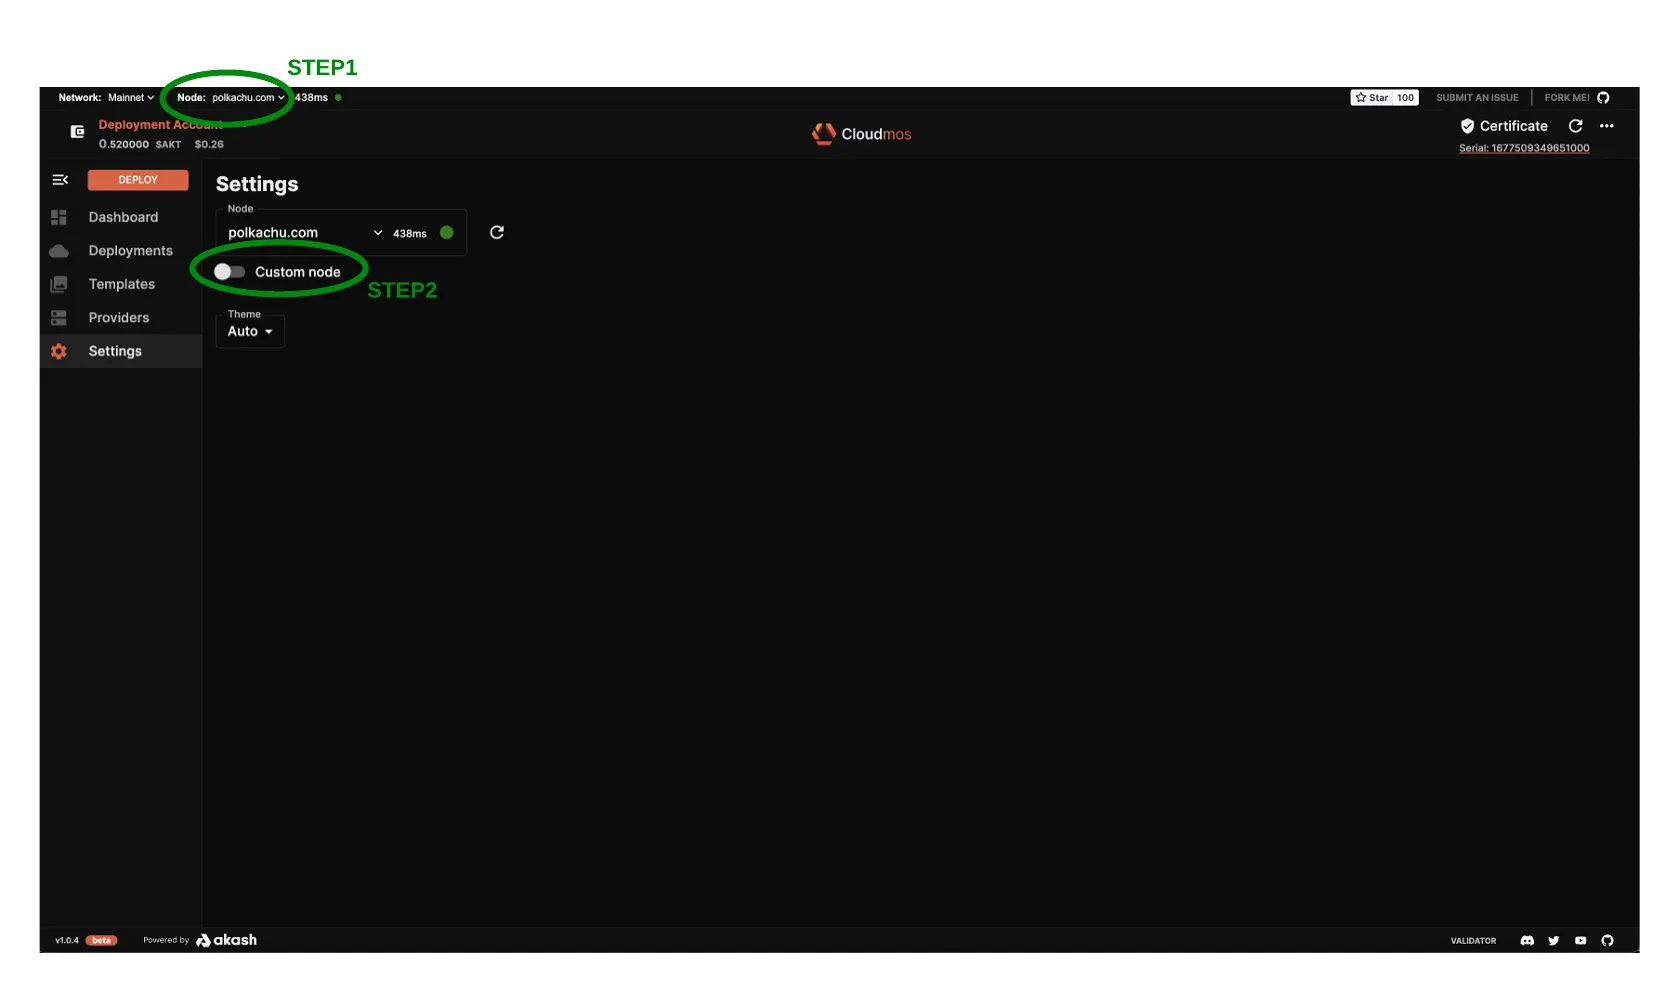 STEP1
Network: Mainnet Node: polkachu.com 438ms Star 100 SUBMIT AN ISSUE FORK ME!
Deployment Account Cloudmos Certificate
0.520000 $AKT $0.26 Serial: 1677509349651000
DEPLOY Settings
Node
Dashboard
polkachu.com 438ms
Deployments
Custom node
Templates STEP2
Theme
Providers
Auto
Settings
v1.0.4 beta Powered by akash VALIDATOR